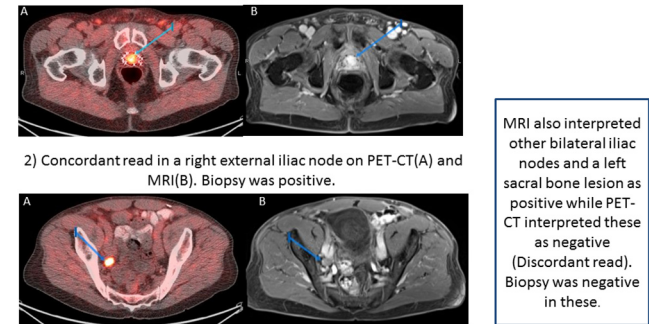 A
B
R
L
2) Concordant read in a right external iliac node on PET-CT(A) and
MRI(B). Biopsy was positive.
A
B
MRI also interpreted
other bilateral iliac
nodes and a left
sacral bone lesion as
positive while PET-
CT interpreted these
as negative
(Discordant read).
Biopsy was negative
in these.